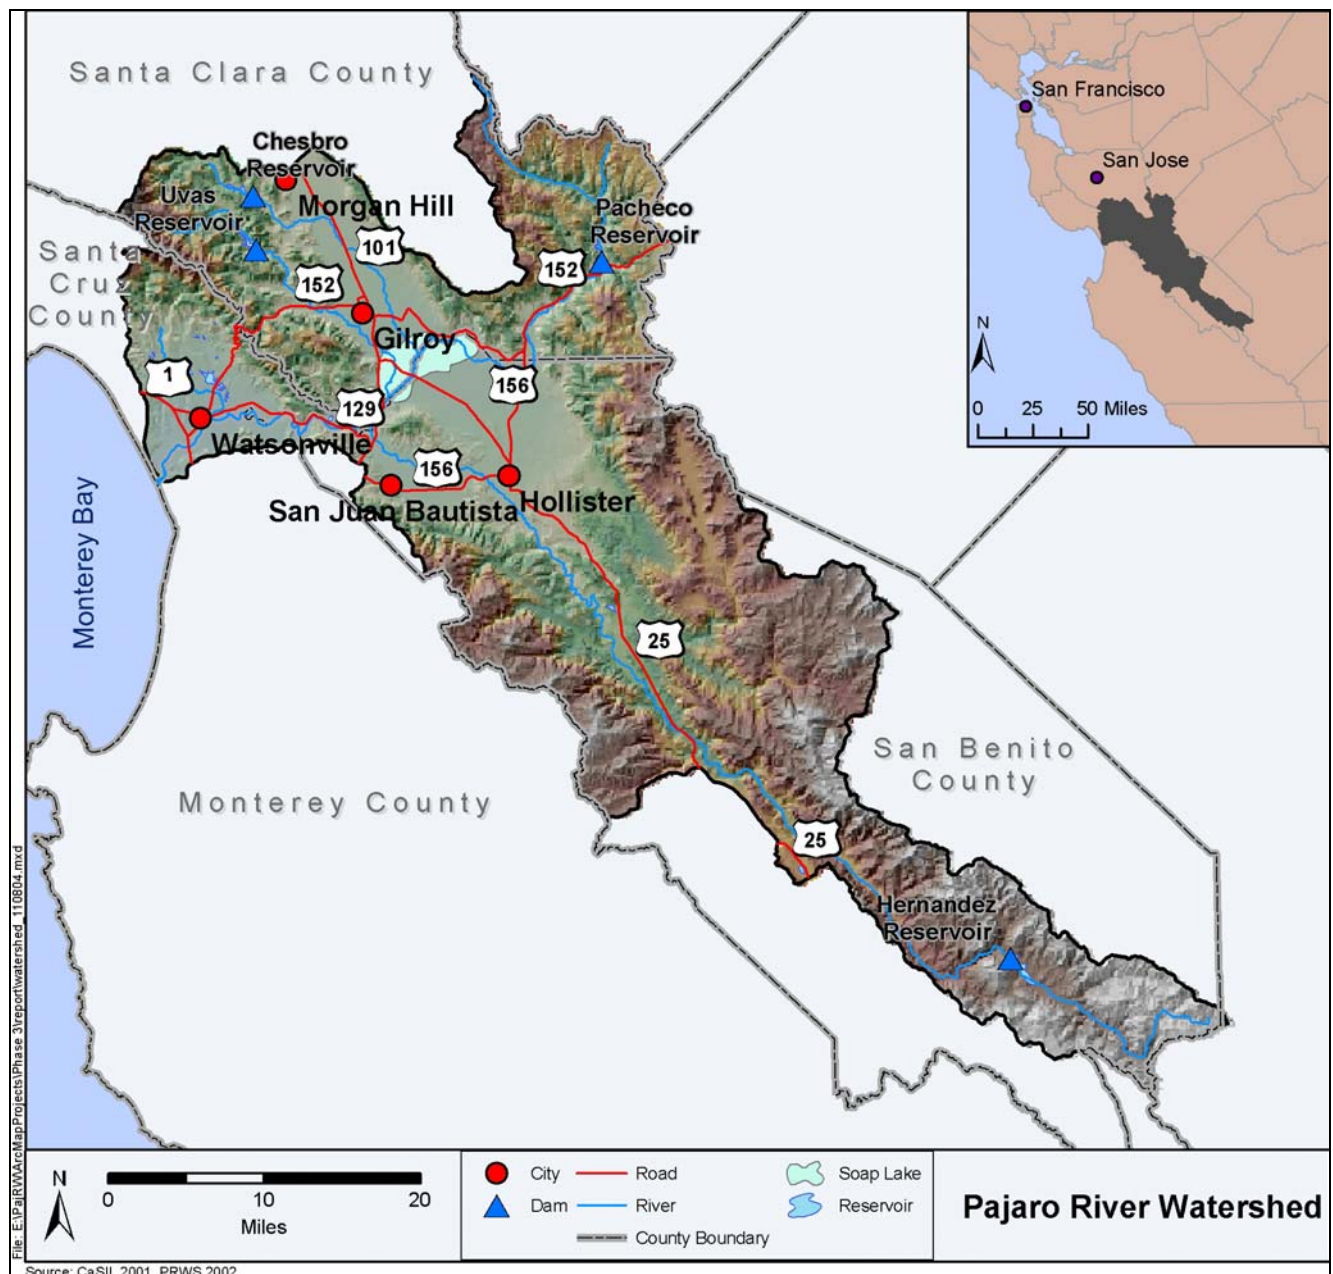 Santa Clara County
Chesbro
Reservoir
Uvas
Reservoir
Morgan Hill
Pacheco
Reservoir
101
152
152
Santa
Cruz
County
Gilroy
1
156
129
Watsonville
156
San Juan Bautista
Hollister
Monterey Bay
25
San Benito
County
Monterey County
25
Hernandez
Reservoir
San Francisco
San Jose
N
0 25 50 Miles
File: E:\PajRW\ArcMapProjects\Phase 3\report\watershed_110804.mxd
N
0 10 20
Miles
City
Road
Soap Lake
Dam
River
Reservoir
County Boundary
Pajaro River Watershed
Source: CaSIL 2001, PRWS 2002